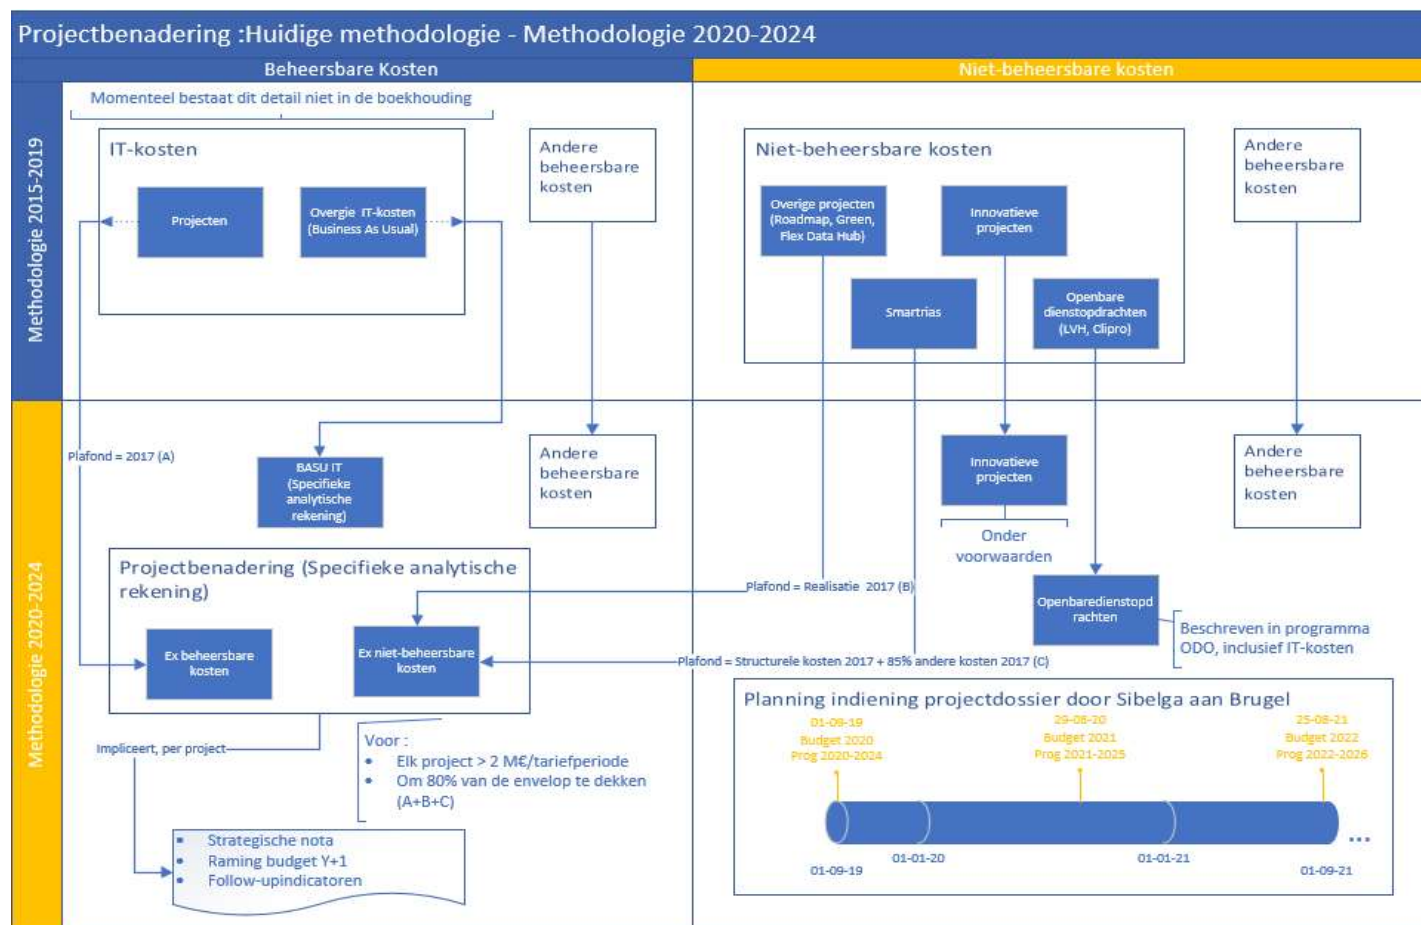 Projectbenadering :Huidige methodologie - Methodologie 2020-2024
Beheersbare Kosten
Niet-beheersbare kosten
Methodologie 2015-2019
Momenteel bestaat dit detail niet in de boekhouding
IT-kosten
Projecten
Overgie IT-kosten
(Business As Usual)
Andere
beheersbare
kosten
Niet-beheersbare kosten
Overige projecten
(Roadmap, Green,
Flex Data Hub)
Innovatieve
projecten
Smartrias
Openbare
dienstopdrachten
(LVH, Clipro)
Andere
beheersbare
kosten
Methodologie 2020-2024
Plafond = 2017 (A)
BASU IT
(Specifieke
analytische
rekening)
Andere
beheersbare
kosten
Innovatieve
projecten
Onder
voorwaarden
Andere
beheersbare
kosten
Projectbenadering (Specifieke analytische
rekening)
Ex beheersbare
kosten
Ex niet-beheersbare
kosten
Plafond = Realisatie 2017 (B)
Plafond = Structurele kosten 2017 + 85% andere kosten 2017 (C)
Openbaredienstopd
rachten
Beschreven in programma
ODO, inclusief IT-kosten
Impliceert, per project
Voor :
• Elk project > 2 M€/tariefperiode
• Om 80% van de envelop te dekken
(A+B+C)
▪ Strategische nota
• Raming budget Y+1
• Follow-upindicatoren
Planning indiening projectdossier door Sibelga aan Brugel
01-09-19
Budget 2020
Prog 2020-2024
29-08-20
Budget 2021
Prog 2021-2025
25-08-21
Budget 2022
Prog 2022-2026
...
01-09-19
01-01-20
01-01-21
01-09-21